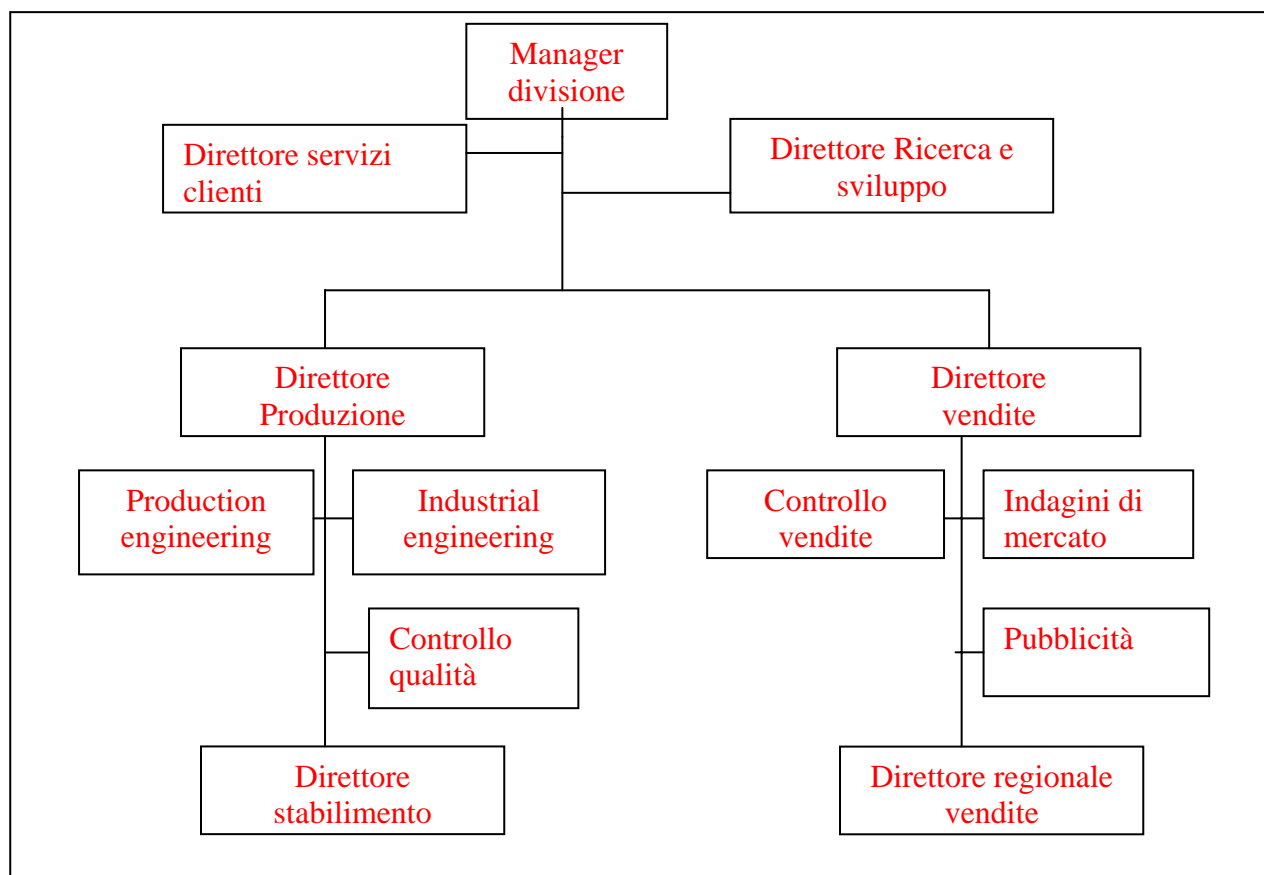 Manager
divisione
Direttore servizi
clienti
Direttore Ricerca e
sviluppo
Direttore
Produzione
Direttore
vendite
Production
engineering
Industrial
engineering
Controllo
vendite
Indagini di
mercato
Controllo
qualità
Pubblicità
Direttore
stabilimento
Direttore regionale
vendite